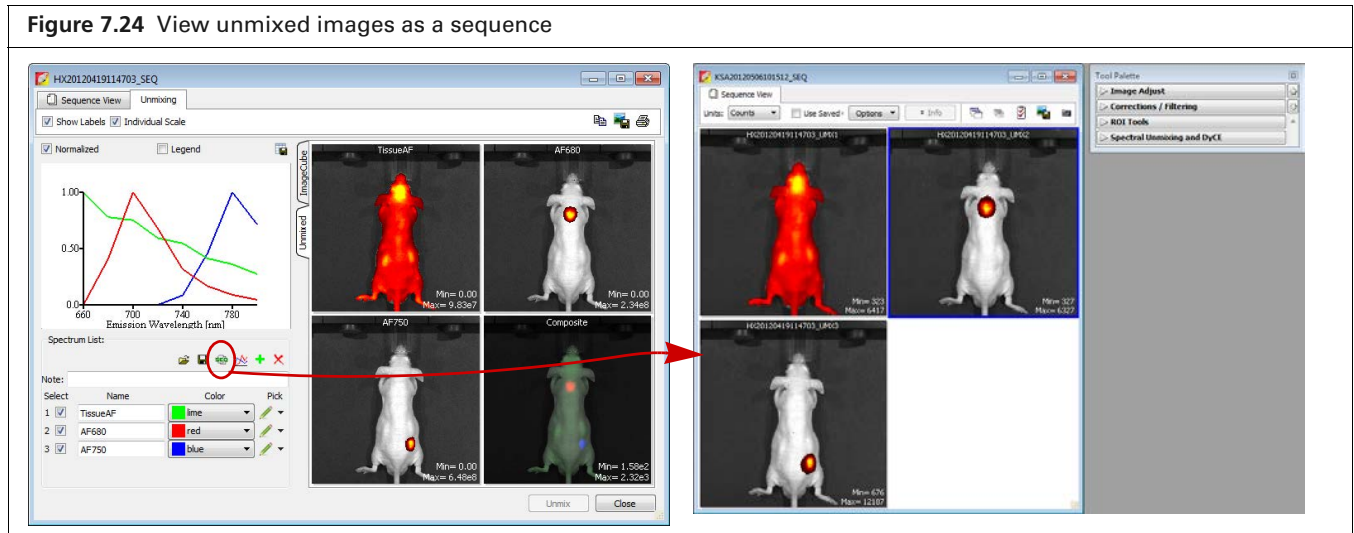 Figure 7.24 View unmixed images as a sequence
HX20120419114703_SEQ
Sequence View Unmixing
Show Labels Individual Scale
Normalized Legend
1.00
0.50
0.0
660 700 740 780
Emission Wavelength [nm]
Spectrum List:
SEQ
Note:
Select Name Color Pick
1 TissueAF lime
2 AF680 red
3 AF750 blue
ImageCube
Unmixed
TissueAF
Min= 0.00
Max= 9.83e7
AF680
Min= 0.00
Max= 2.34e8
AF750
Min= 0.00
Max= 6.48e8
Composite
Min= 1.58e2
Max= 2.32e3
Unmix Close
KSA20120506101512_SEQ
Sequence View
Units: Counts Use Saved Options Info
HX20120419114703_UMX1
Min= 323
Max= 6417
HX20120419114703_UMX2
Min= 327
Max= 6327
HX20120419114703_UMX3
Min= 676
Max= 12187
Tool Palette
Image Adjust
Corrections / Filtering
ROI Tools
Spectral Unmixing and DyCE